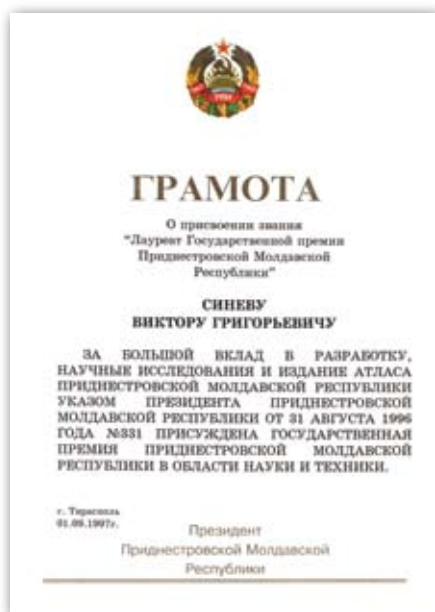 ГРАМОТА
О присвоении звания
"Лауреат Государственной премии
Приднестровской Молдавской
Республики"
СИНЕВУ
ВИКТОРУ ГРИГОРЬЕВИЧУ
ЗА БОЛЬШОЙ ВКЛАД В РАЗРАБОТКУ,
НАУЧНЫЕ ИССЛЕДОВАНИЯ И ИЗДАНИЕ АТЛАСА
ПРИДНЕСТРОВСКОЙ МОЛДАВСКОЙ РЕСПУБЛИКИ
УКАЗОМ ПРЕЗИДЕНТА ПРИДНЕСТРОВСКОЙ
МОЛДАВСКОЙ РЕСПУБЛИКИ ОТ 31 АВГУСТА 1996
ГОДА №331 ПРИСУЖДЕНА ГОСУДАРСТВЕННАЯ
ПРЕМИЯ ПРИДНЕСТРОВСКОЙ МОЛДАВСКОЙ
РЕСПУБЛИКИ В ОБЛАСТИ НАУКИ И ТЕХНИКИ.
г. Тирасполь
01.09.1997г.
Президент
Приднестровской Молдавской
Республики